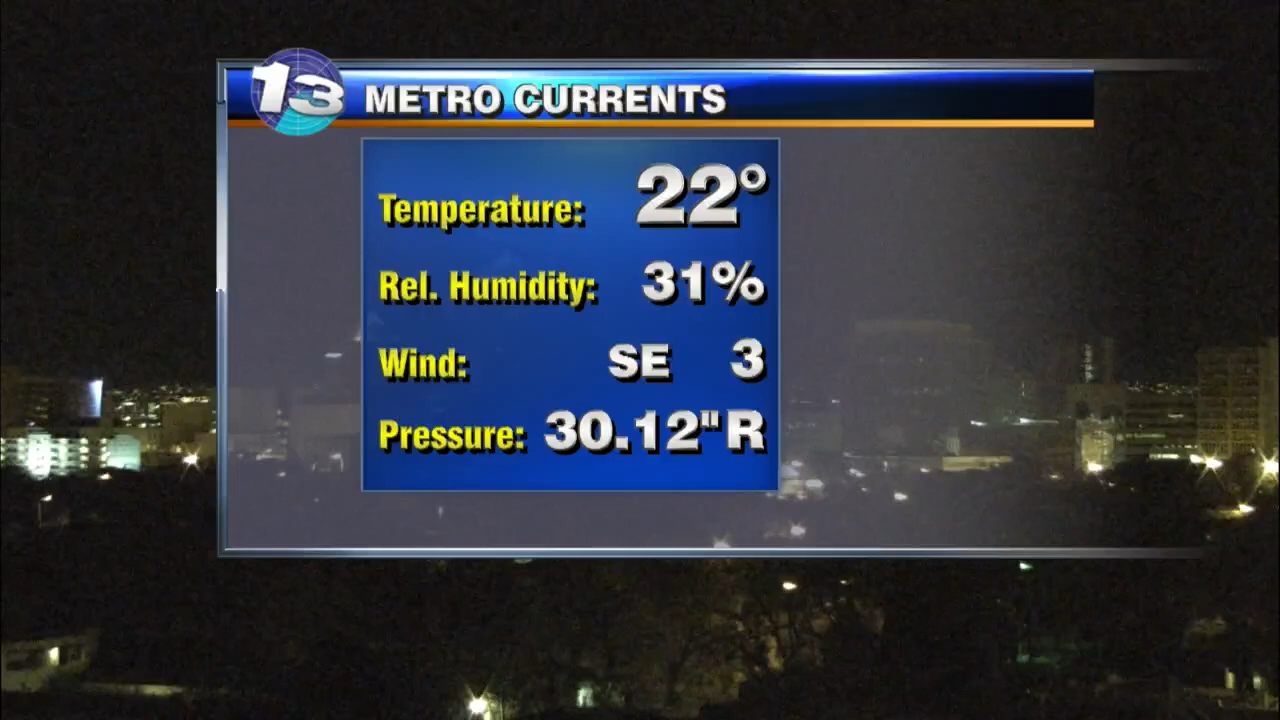 13 METRO CURRENTS
Temperature: 22°
Rel. Humidity: 31%
Wind: SE 3
Pressure: 30.12" R